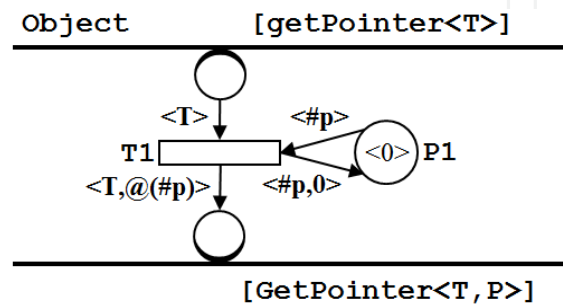 Object [getPointer<T>]
<T> <#p>
T1 <0> P1
<T,@(#p)> <#p,0>
[GetPointer<T,P>]